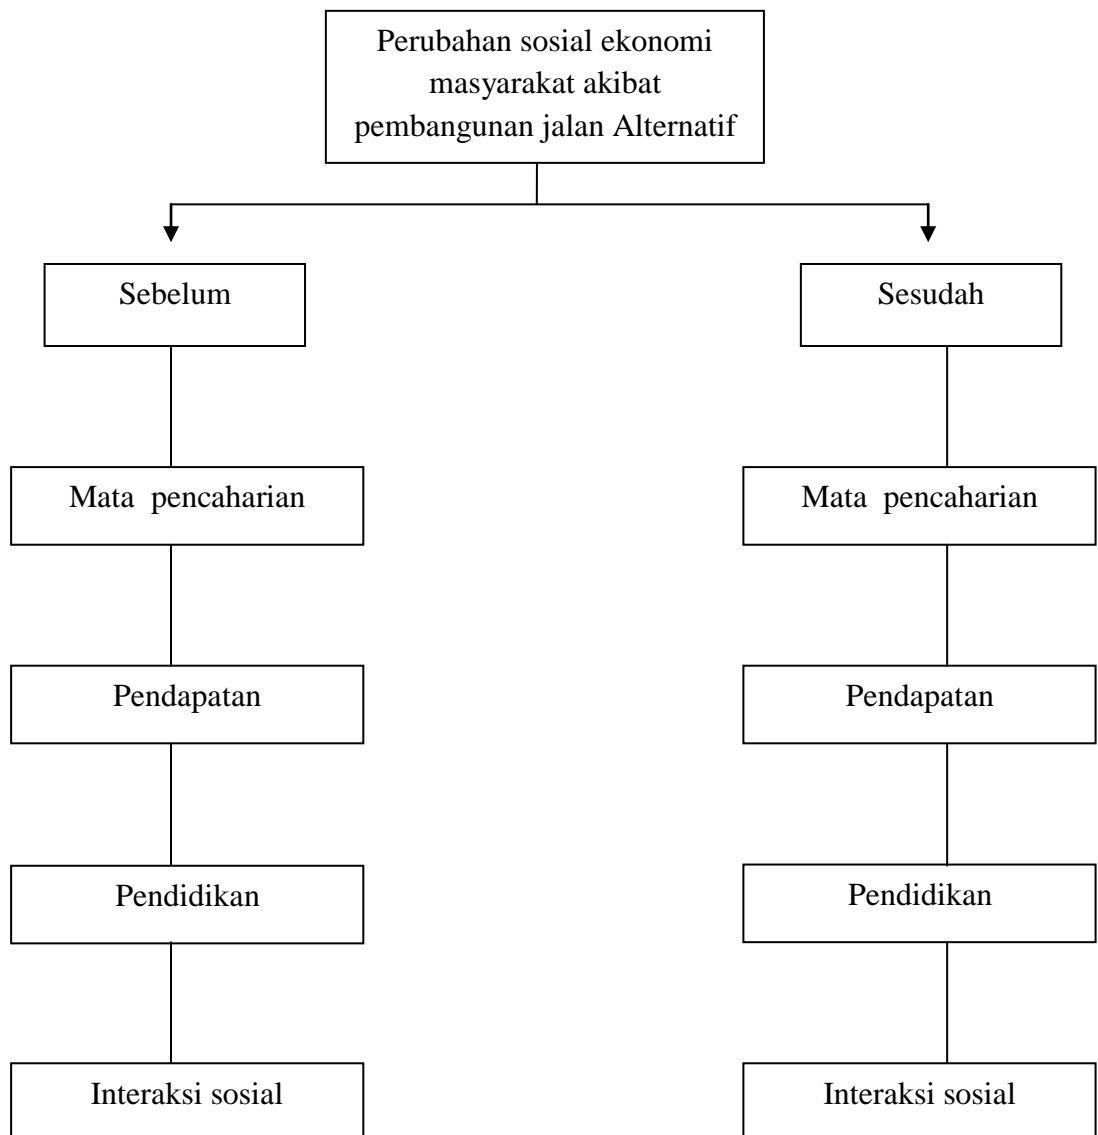 Perubahan sosial ekonomi
masyarakat akibat
pembangunan jalan Alternatif
Sebelum
Sesudah
Mata pencaharian
Mata pencaharian
Pendapatan
Pendapatan
Pendidikan
Pendidikan
Interaksi sosial
Interaksi sosial